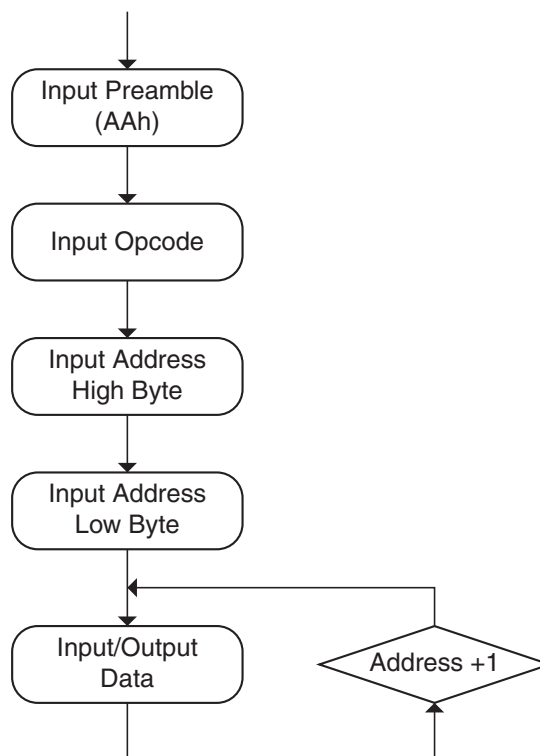 Input Preamble
(AAh)
Input Opcode
Input Address
High Byte
Input Address
Low Byte
Input/Output
Data
Address +1